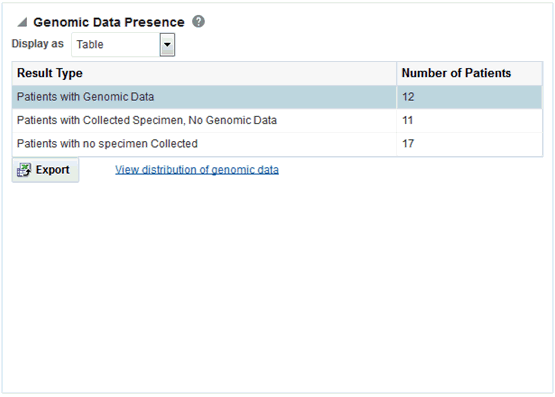 Genomic Data Presence ?
Display as Table
Result Type Number of Patients
Patients with Genomic Data 12
Patients with Collected Specimen, No Genomic Data 11
Patients with no specimen Collected 17
Export View distribution of genomic data